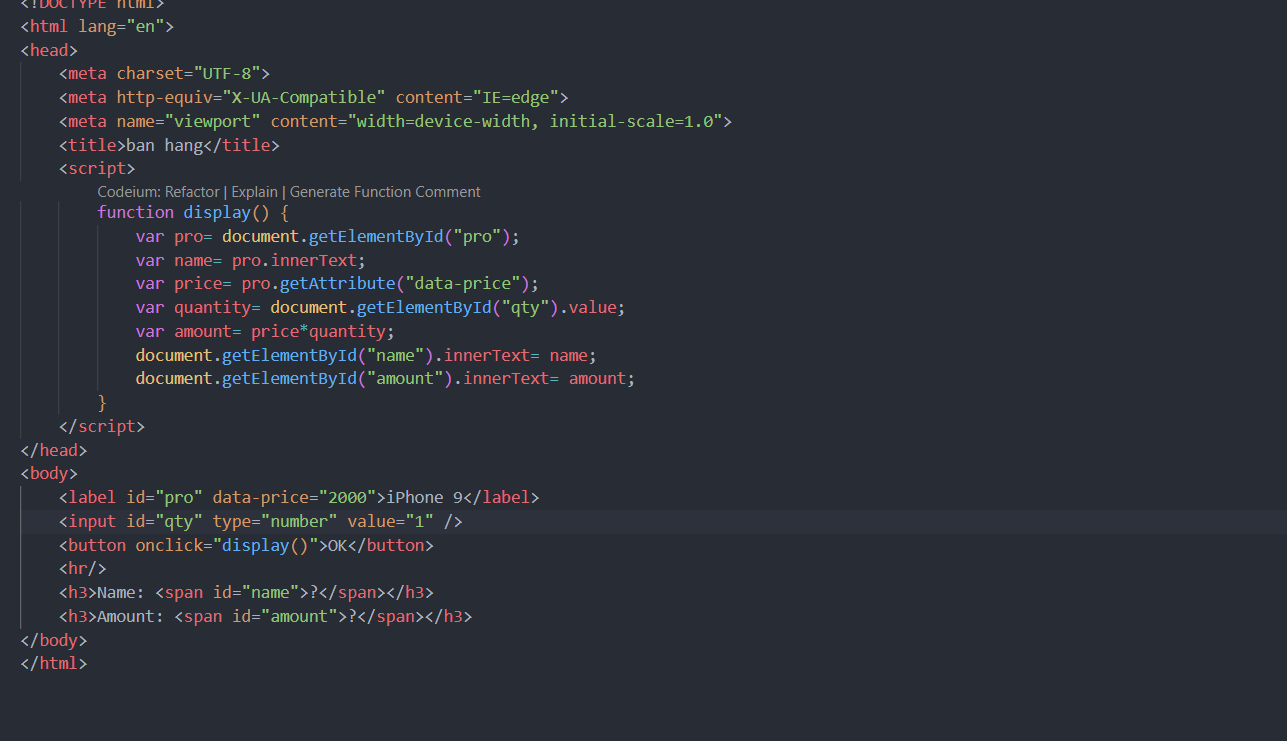 <!DOCTYPE html>
<html lang="en">
<head>
    <meta charset="UTF-8">
    <meta http-equiv="X-UA-Compatible" content="IE=edge">
    <meta name="viewport" content="width=device-width, initial-scale=1.0">
    <title>ban hang</title>
    <script>
        Codeium: Refactor | Explain | Generate Function Comment
        function display() {
            var pro= document.getElementById("pro");
            var name= pro.innerText;
            var price= pro.getAttribute("data-price");
            var quantity= document.getElementById("qty").value;
            var amount= price*quantity;
            document.getElementById("name").innerText= name;
            document.getElementById("amount").innerText= amount;
        }
    </script>
</head>
<body>
    <label id="pro" data-price="2000">iPhone 9</label>
    <input id="qty" type="number" value="1" />
    <button onclick="display()">OK</button>
    <hr/>
    <h3>Name: <span id="name">?</span></h3>
    <h3>Amount: <span id="amount">?</span></h3>
</body>
</html>